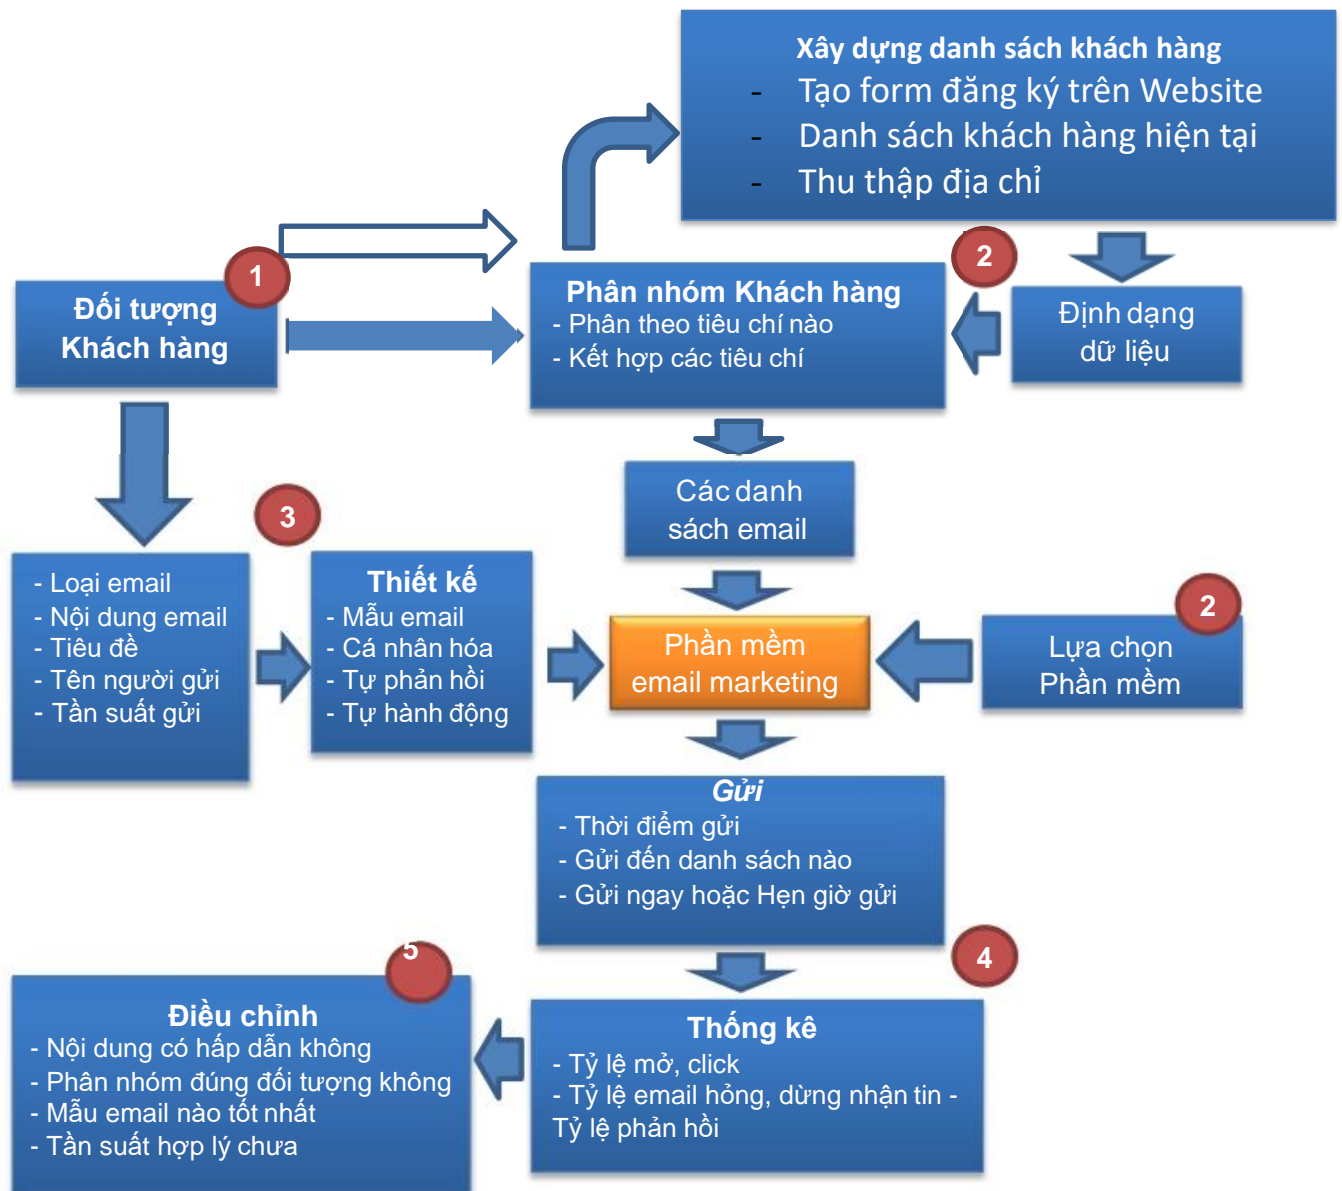 Xây dựng danh sách khách hàng
- Tạo form đăng ký trên Website
- Danh sách khách hàng hiện tại
- Thu thập địa chỉ
1
Đối tượng
Khách hàng
Phân nhóm Khách hàng
- Phân theo tiêu chí nào
- Kết hợp các tiêu chí
2
Định dạng
dữ liệu
Các danh
sách email
3
- Loại email
- Nội dung email
- Tiêu đề
- Tên người gửi
- Tần suất gửi
Thiết kế
- Mẫu email
- Cá nhân hóa
- Tự phản hồi
- Tự hành động
Phần mềm
email marketing
2
Lựa chọn
Phần mềm
Gửi
- Thời điểm gửi
- Gửi đến danh sách nào
- Gửi ngay hoặc Hẹn giờ gửi
4
Thống kê
- Tỷ lệ mở, click
- Tỷ lệ email hỏng, dừng nhận tin -
Tỷ lệ phản hồi
5
Điều chỉnh
- Nội dung có hấp dẫn không
- Phân nhóm đúng đối tượng không
- Mẫu email nào tốt nhất
- Tần suất hợp lý chưa